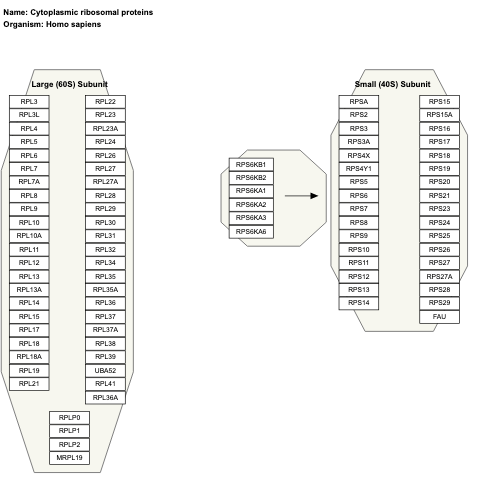 Name: Cytoplasmic ribosomal proteins
Organism: Homo sapiens
Large (60S) Subunit
RPL3
RPL3L
RPL4
RPL5
RPL6
RPL7
RPL7A
RPL8
RPL9
RPL10
RPL10A
RPL11
RPL12
RPL13
RPL13A
RPL14
RPL15
RPL17
RPL18
RPL18A
RPL19
RPL21
RPL22
RPL23
RPL23A
RPL24
RPL26
RPL27
RPL27A
RPL28
RPL29
RPL30
RPL31
RPL32
RPL34
RPL35
RPL35A
RPL36
RPL37
RPL37A
RPL38
RPL39
UBA52
RPL41
RPL36A
RPLP0
RPLP1
RPLP2
MRPL19
RPS6KB1
RPS6KB2
RPS6KA1
RPS6KA2
RPS6KA3
RPS6KA6
Small (40S) Subunit
RPSA
RPS2
RPS3
RPS3A
RPS4X
RPS4Y1
RPS5
RPS6
RPS7
RPS8
RPS9
RPS10
RPS11
RPS12
RPS13
RPS14
RPS15
RPS15A
RPS16
RPS17
RPS18
RPS19
RPS20
RPS21
RPS23
RPS24
RPS25
RPS26
RPS27
RPS27A
RPS28
RPS29
FAU